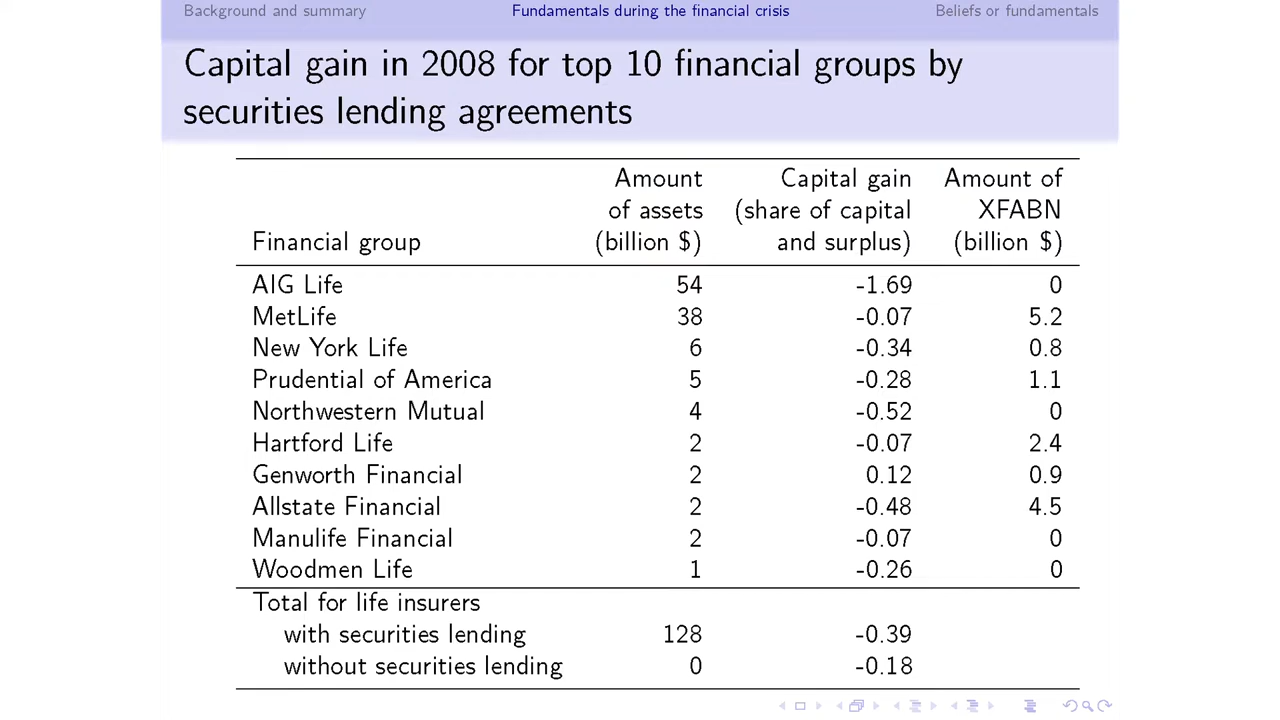 Background and summary Fundamentals during the financial crisis Beliefs or fundamentals
Capital gain in 2008 for top 10 financial groups by
securities lending agreements
Amount Capital gain Amount of
of assets (share of capital XFABN
Financial group (billion $) and surplus) (billion $)
AIG Life 54 -1.69 0
MetLife 38 -0.07 5.2
New York Life 6 -0.34 0.8
Prudential of America 5 -0.28 1.1
Northwestern Mutual 4 -0.52 0
Hartford Life 2 -0.07 2.4
Genworth Financial 2 0.12 0.9
Allstate Financial 2 -0.48 4.5
Manulife Financial 2 -0.07 0
Woodmen Life 1 -0.26 0
Total for life insurers
with securities lending 128 -0.39
without securities lending 0 -0.18